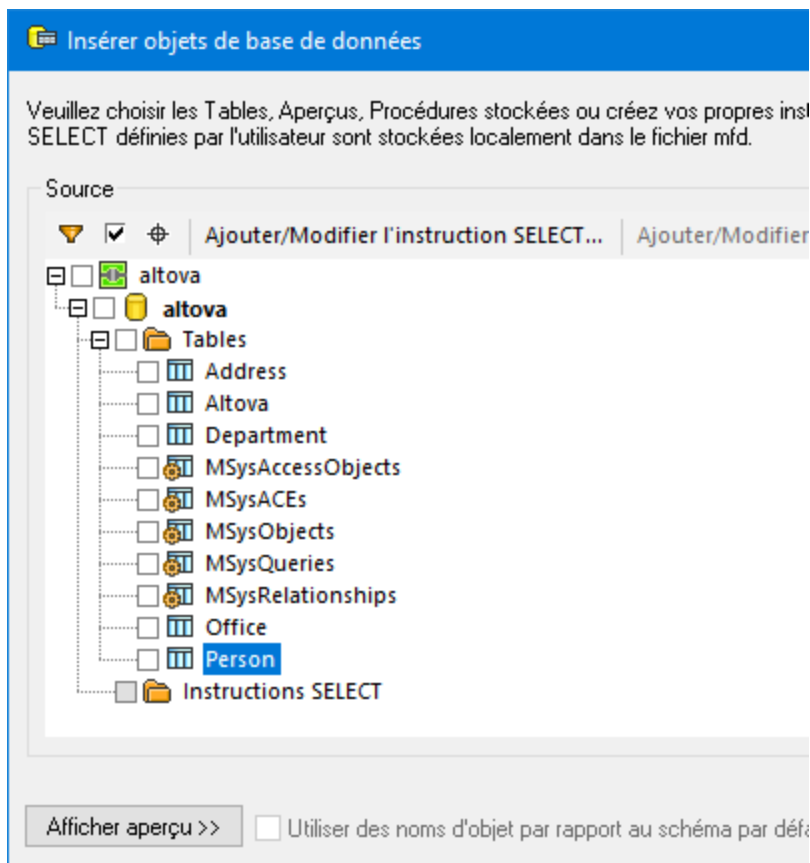 Insérer objets de base de données
Veuillez choisir les Tables, Aperçus, Procédures stockées ou créez vos propres
SELECT définies par l'utilisateur sont stockées localement dans le fichier mfd.
Source
Ajouter/Modifier l'instruction SELECT... Ajouter/Modifier
altova
altova
Tables
Address
Altova
Department
MSysAccessObjects
MSysACEs
MSysObjects
MSysQueries
MSysRelationships
Office
Person
Instructions SELECT
Afficher aperçu >> Utiliser des noms d'objet par rapport au schéma par